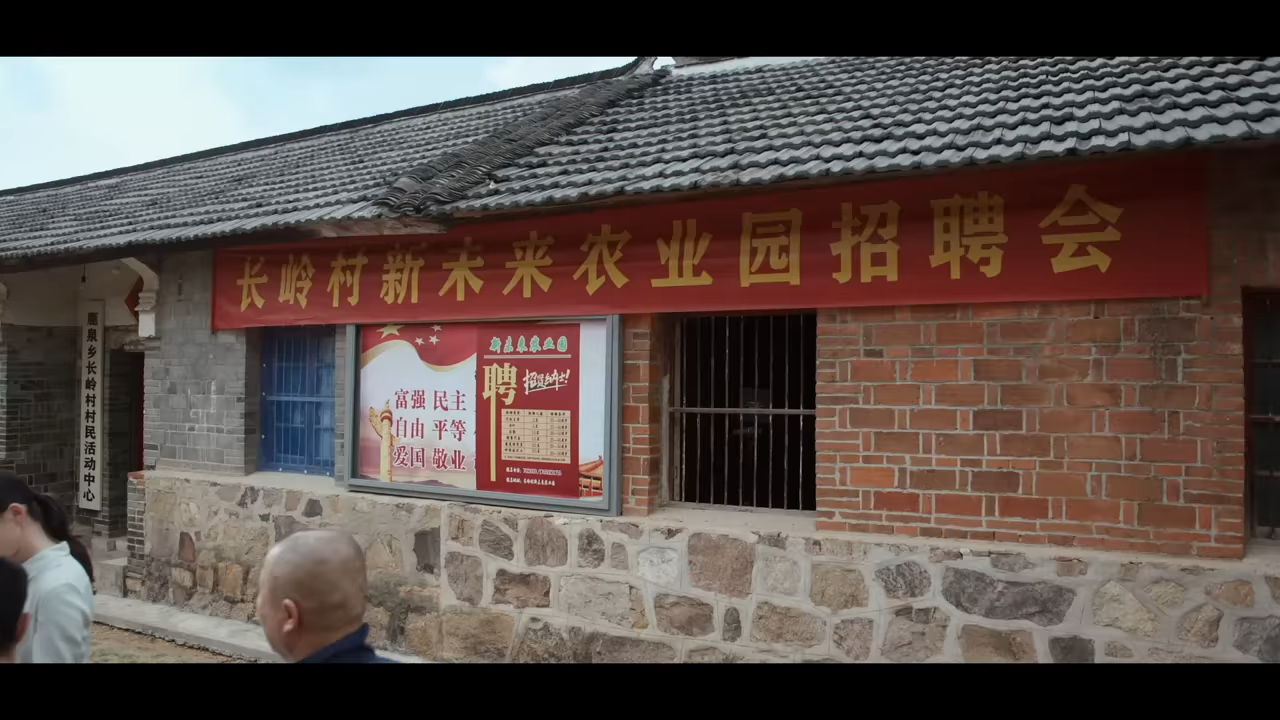 长岭村新未来农业园招聘会
鹿泉乡长岭村村民活动中心
富强 民主
自由 平等
爱国 敬业
新未来农业园
聘
招贤纳士!